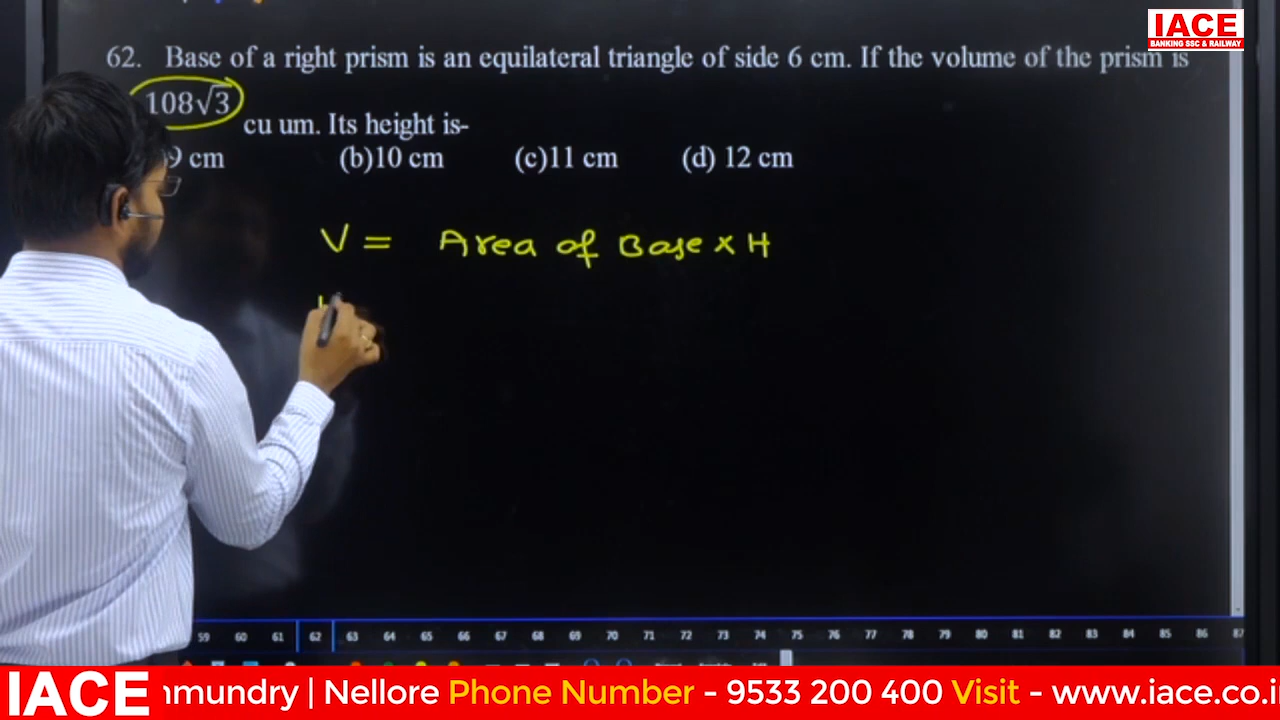 IACE
BANKING SSC & RAILWAY
62. Base of a right prism is an equilateral triangle of side 6 cm. If the volume of the prism is
108√3
cu um. Its height is-
9 cm (b)10 cm (c)11 cm (d) 12 cm
V = Area of Base × H
59 60 61 62 63 64 65 66 67 68 69 70 71 72 73 74 75 76 77 78 79 80 81 82 83 84 85 86 87
IACE nmundry | Nellore Phone Number - 9533 200 400 Visit - www.iace.co.i